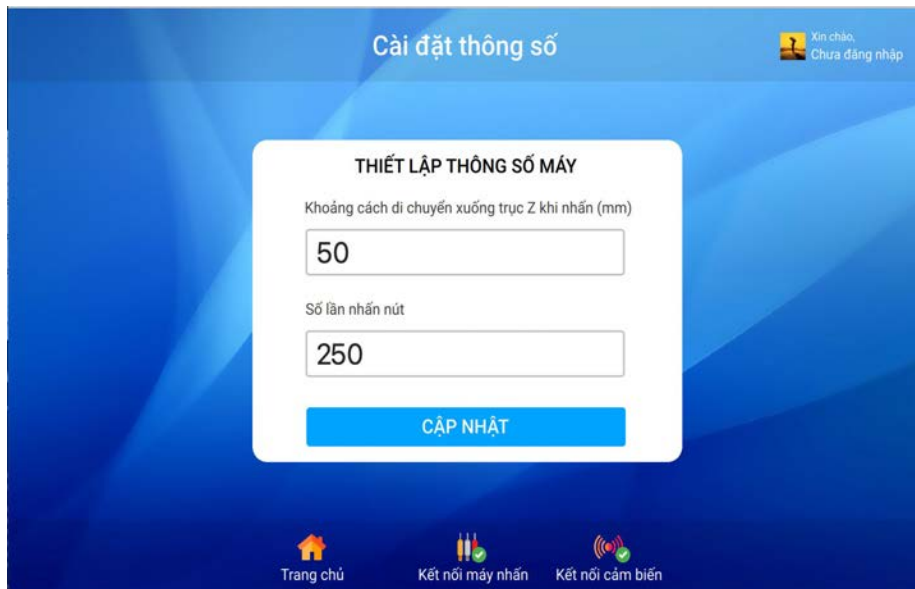 Cài đặt thông số
Xin chào,
Chưa đăng nhập
THIẾT LẬP THÔNG SỐ MÁY
Khoảng cách di chuyển xuống trục Z khi nhấn (mm)
50
Số lần nhấn nút
250
CẬP NHẬT
Trang chủ
Kết nối máy nhấn
Kết nối cảm biến